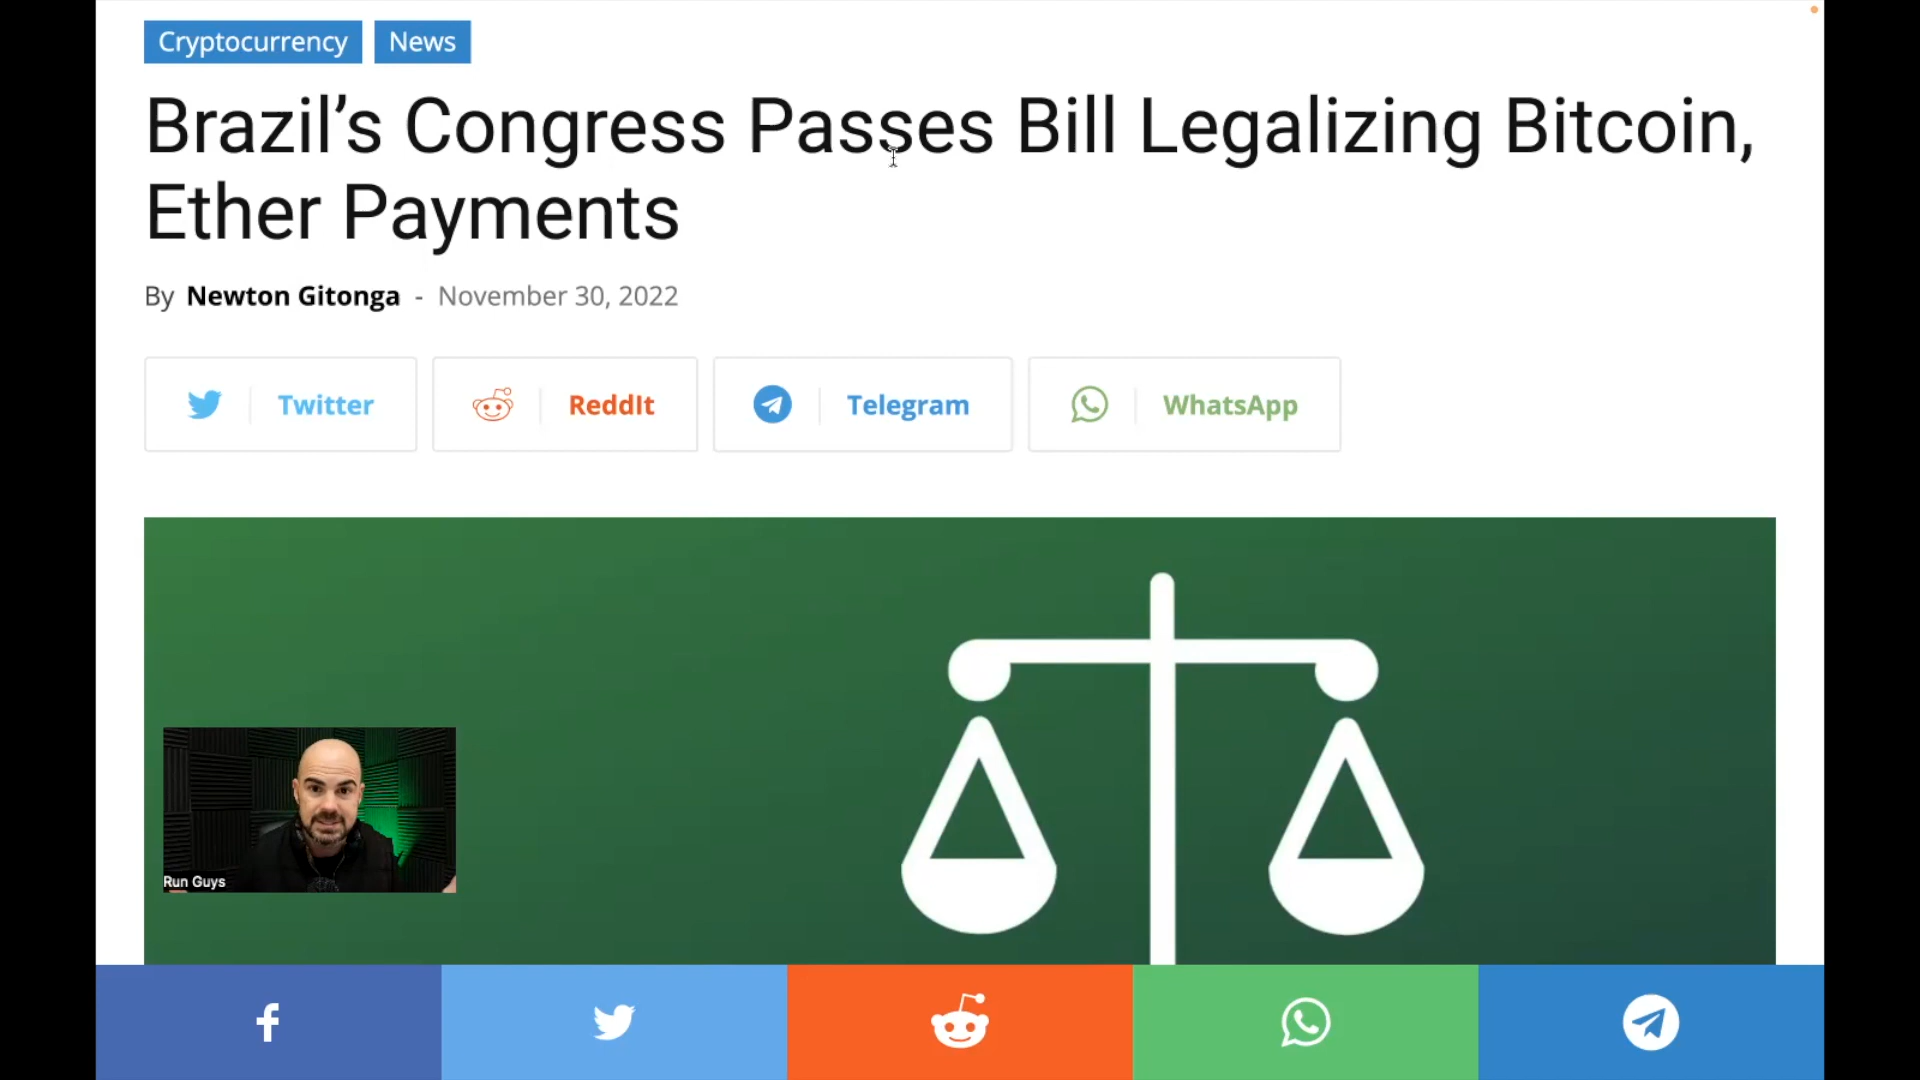 Cryptocurrency News
Brazil’s Congress Passes Bill Legalizing Bitcoin,
Ether Payments
By Newton Gitonga - November 30, 2022
Twitter ReddIt Telegram WhatsApp
Run Guys